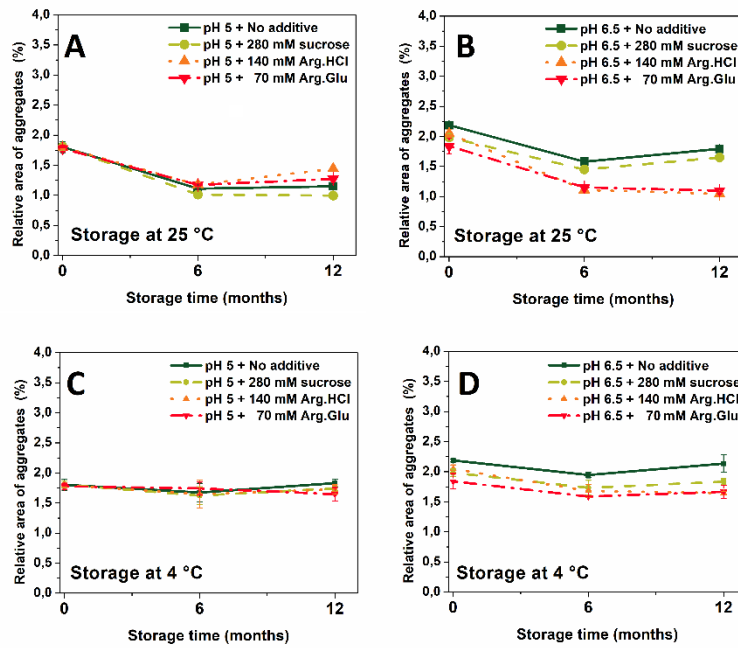 A
pH 5 + No additive
pH 5 + 280 mM sucrose
pH 5 + 140 mM Arg.HCl
pH 5 + 70 mM Arg.Glu
Relative area of aggregates (%)
4,0
3,5
3,0
2,5
2,0
1,5
1,0
0,5
0,0
Storage at 25 °C
0 6 12
Storage time (months)
B
pH 6.5 + No additive
pH 6.5 + 280 mM sucrose
pH 6.5 + 140 mM Arg.HCl
pH 6.5 + 70 mM Arg.Glu
Relative area of aggregates (%)
4,0
3,5
3,0
2,5
2,0
1,5
1,0
0,5
0,0
Storage at 25 °C
0 6 12
Storage time (months)
C
pH 5 + No additive
pH 5 + 280 mM sucrose
pH 5 + 140 mM Arg.HCl
pH 5 + 70 mM Arg.Glu
Relative area of aggregates (%)
4,0
3,5
3,0
2,5
2,0
1,5
1,0
0,5
0,0
Storage at 4 °C
0 6 12
Storage time (months)
D
pH 6.5 + No additive
pH 6.5 + 280 mM sucrose
pH 6.5 + 140 mM Arg.HCl
pH 6.5 + 70 mM Arg.Glu
Relative area of aggregates (%)
4,0
3,5
3,0
2,5
2,0
1,5
1,0
0,5
0,0
Storage at 4 °C
0 6 12
Storage time (months)